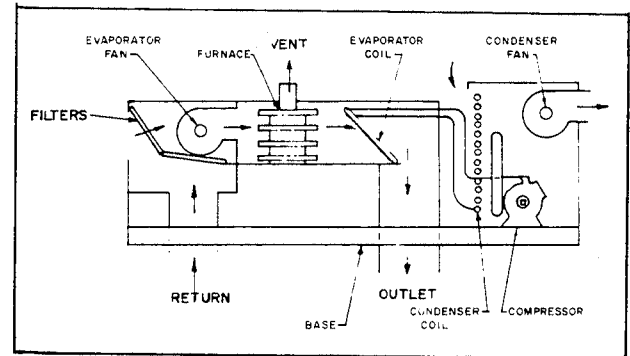 EVAPORATOR
FAN
FURNACE
VENT
EVAPORATOR
COIL
CONDENSER
FAN
FILTERS
RETURN
OUTLET
BASE
CONDENSER
COIL
COMPRESSOR